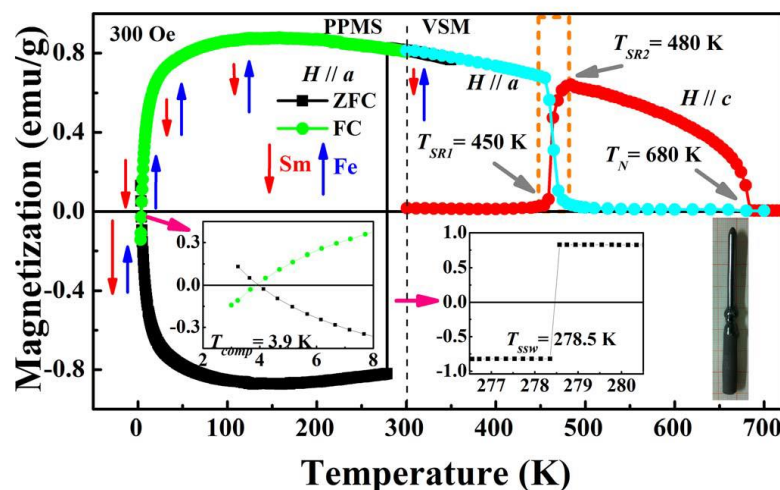 300 Oe
PPMS
VSM
H // a
ZFC
FC
Sm
Fe
H // a
T_SR2 = 480 K
H // c
T_SR1 = 450 K
T_N = 680 K
0.8
0.4
0.0
-0.4
-0.8
Magnetization (emu/g)
0.3
0.0
-0.3
T_comp = 3.9 K
2 4 6 8
1.0
0.5
0.0
-0.5
-1.0
T_ssw = 278.5 K
277 278 279 280
0 100 200 300 400 500 600 700
Temperature (K)